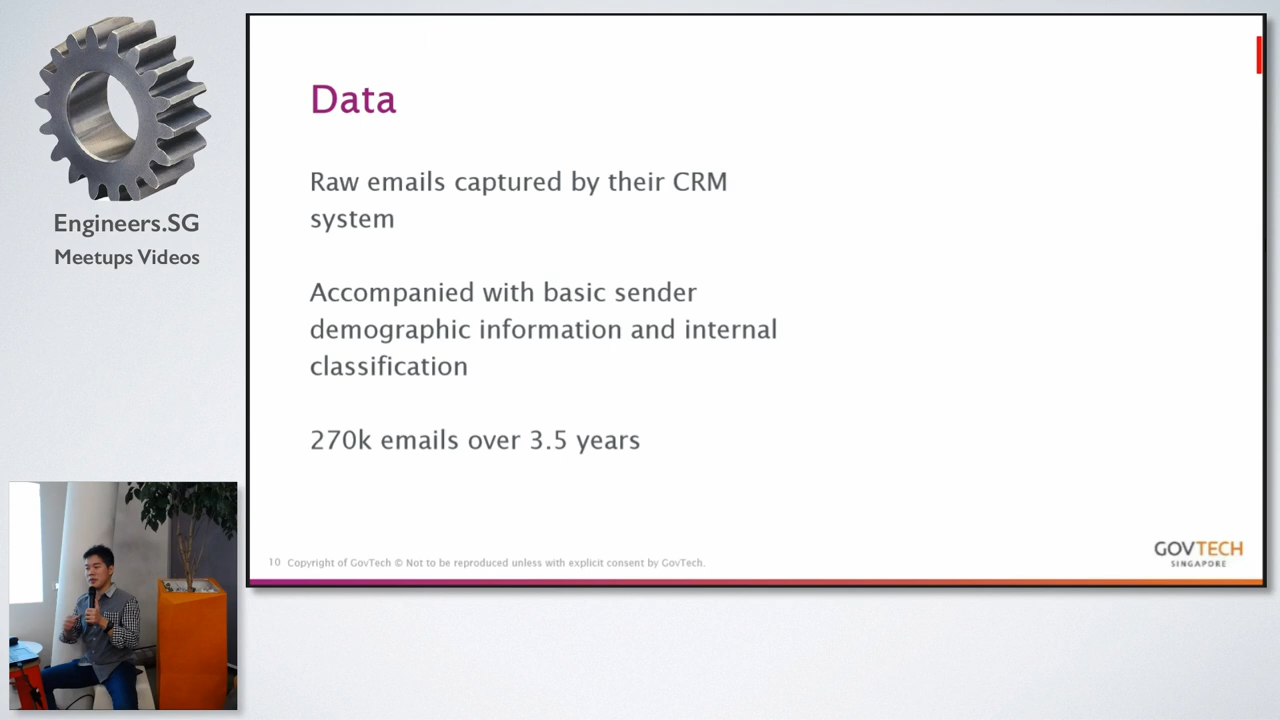 Engineers.SG
Meetups Videos
Data
Raw emails captured by their CRM
system
Accompanied with basic sender
demographic information and internal
classification
270k emails over 3.5 years
10 Copyright of GovTech © Not to be reproduced unless with explicit consent by GovTech.
GOVTECH
SINGAPORE